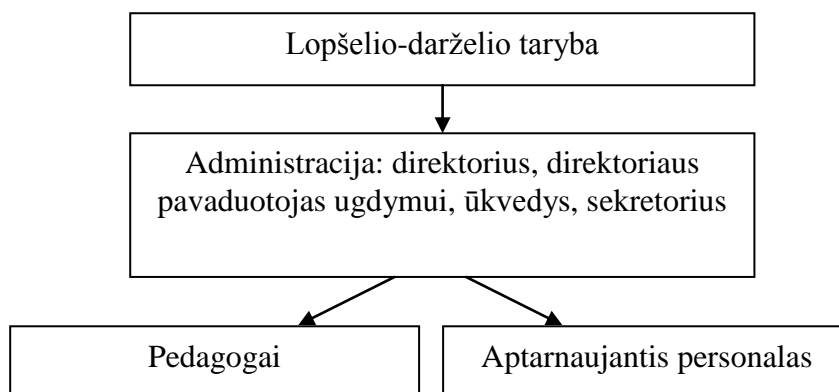 Lopšelio-darželio taryba
Administracija: direktorius, direktoriaus
pavaduotojas ugdymui, ūkvedys, sekretorius
Pedagogai
Aptarnaujantis personalas